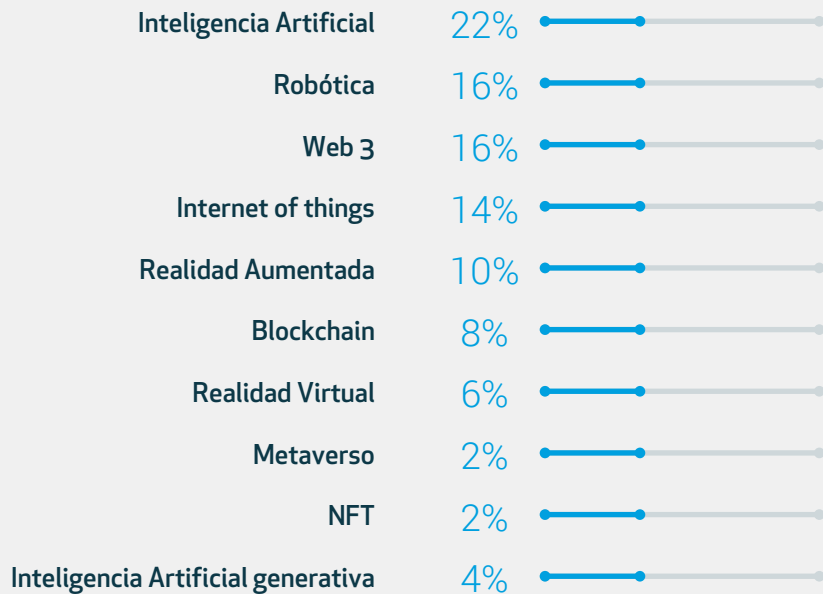 Inteligencia Artificial 22%
Robótica 16%
Web 3 16%
Internet of things 14%
Realidad Aumentada 10%
Blockchain 8%
Realidad Virtual 6%
Metaverso 2%
NFT 2%
Inteligencia Artificial generativa 4%